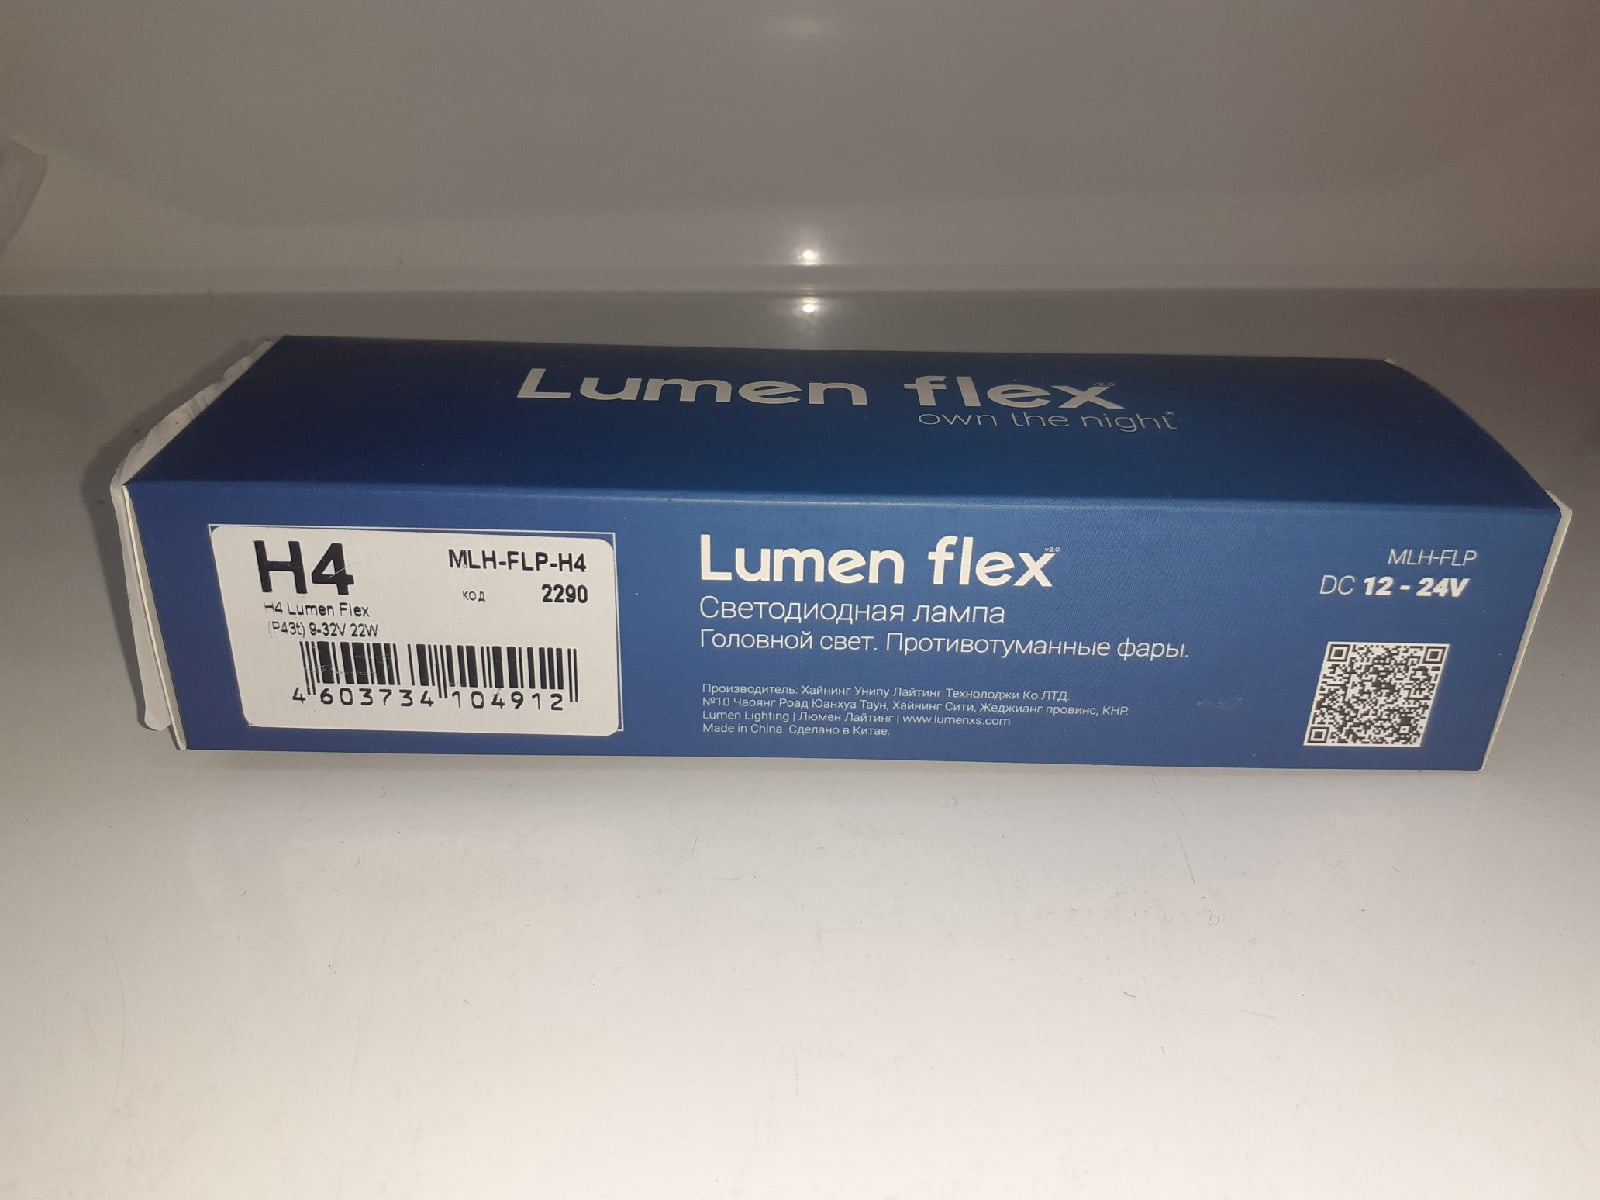 Lumen flex
own the night
H4
MLH-FLP-H4
код 2290
H4 Lumen Flex
(P43t) 9-32V 22W
4 603734 104912
Lumen flex 2.0
Светодиодная лампа
Головной свет. Противотуманные фары.
Производитель: Хайнинг Унипу Лайтинг Технолоджи Ко ЛТД.
№10 Чаоянг Роад Юанхуа Таун, Хайнинг Сити, Жеджианг провинс, КНР.
Lumen Lighting | Люмен Лайтинг | www.lumenxs.com
Made in China. Сделано в Китае.
MLH-FLP
DC 12 - 24V